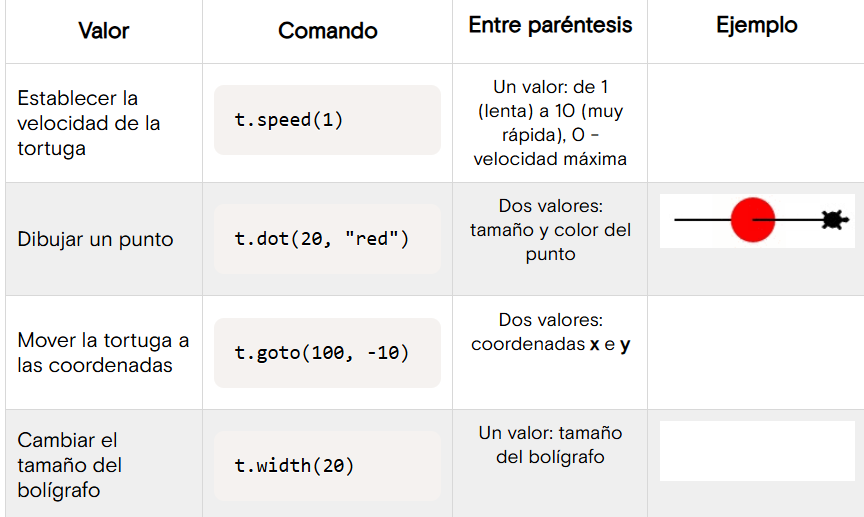 Valor
Comando
Entre paréntesis
Ejemplo
Establecer la
velocidad de la
tortuga
t.speed(1)
Un valor: de 1
(lenta) a 10 (muy
rápida), 0 -
velocidad máxima
Dibujar un punto
t.dot(20, "red")
Dos valores:
tamaño y color del
punto
Mover la tortuga a
las coordenadas
t.goto(100, -10)
Dos valores:
coordenadas x e y
Cambiar el
tamaño del
bolígrafo
t.width(20)
Un valor: tamaño
del bolígrafo